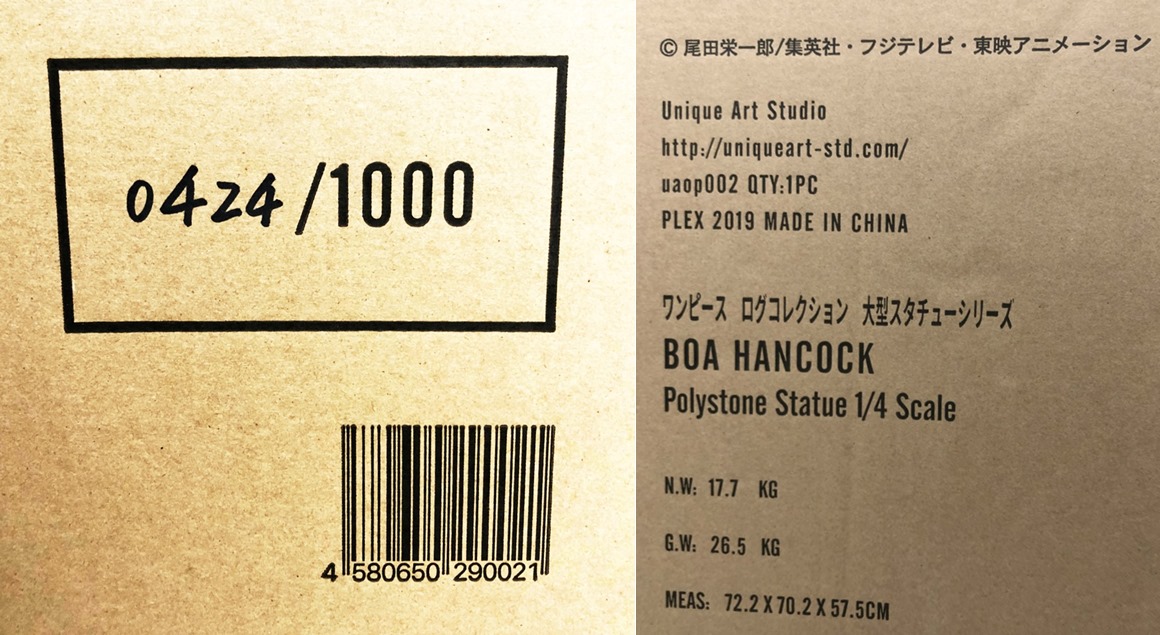 0424/1000
4 580650 290021
© 尾田栄一郎/集英社・フジテレビ・東映アニメーション
Unique Art Studio
http://uniqueart-std.com/
uaop002 QTY:1PC
PLEX 2019 MADE IN CHINA
ワンピース ログコレクション 大型スタチューシリーズ
BOA HANCOCK
Polystone Statue 1/4 Scale
N.W: 17.7 KG
G.W: 26.5 KG
MEAS: 72.2 X 70.2 X 57.5CM